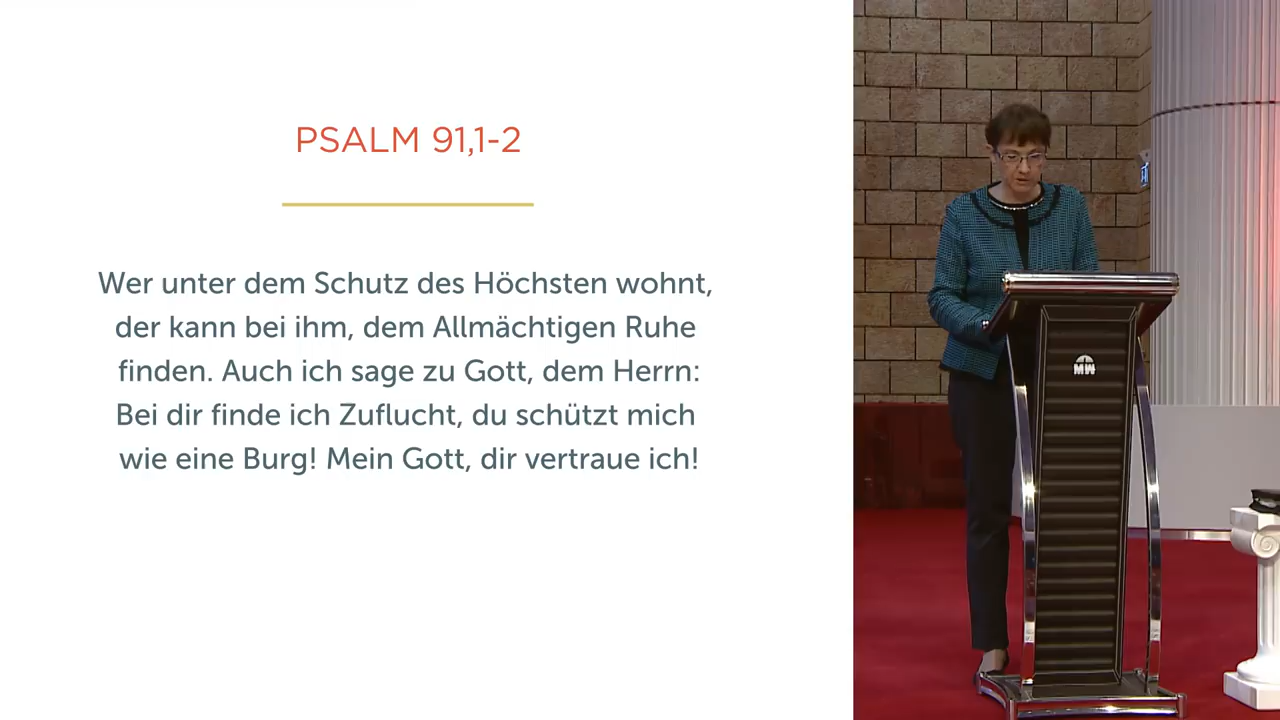 PSALM 91,1-2
Wer unter dem Schutz des Höchsten wohnt,
der kann bei ihm, dem Allmächtigen Ruhe
finden. Auch ich sage zu Gott, dem Herrn:
Bei dir finde ich Zuflucht, du schützt mich
wie eine Burg! Mein Gott, dir vertraue ich!
MW